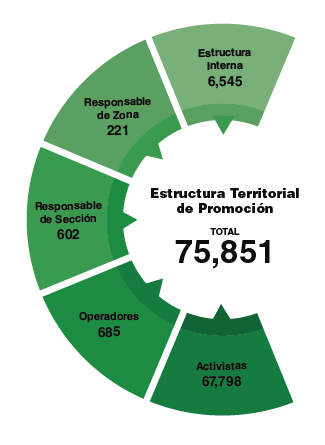 Estructura
Interna
6,545
Responsable
de Zona
221
Responsable
de Sección
602
Operadores
685
Activistas
67,798
Estructura Territorial
de Promoción
TOTAL
75,851